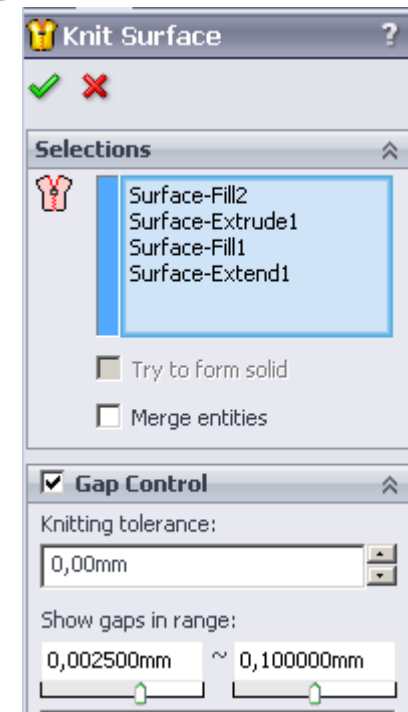 Knit Surface ?
Selections
Surface-Fill2
Surface-Extrude1
Surface-Fill1
Surface-Extend1
Try to form solid
Merge entities
Gap Control
Knitting tolerance:
0,00mm
Show gaps in range:
0,002500mm ~ 0,100000mm